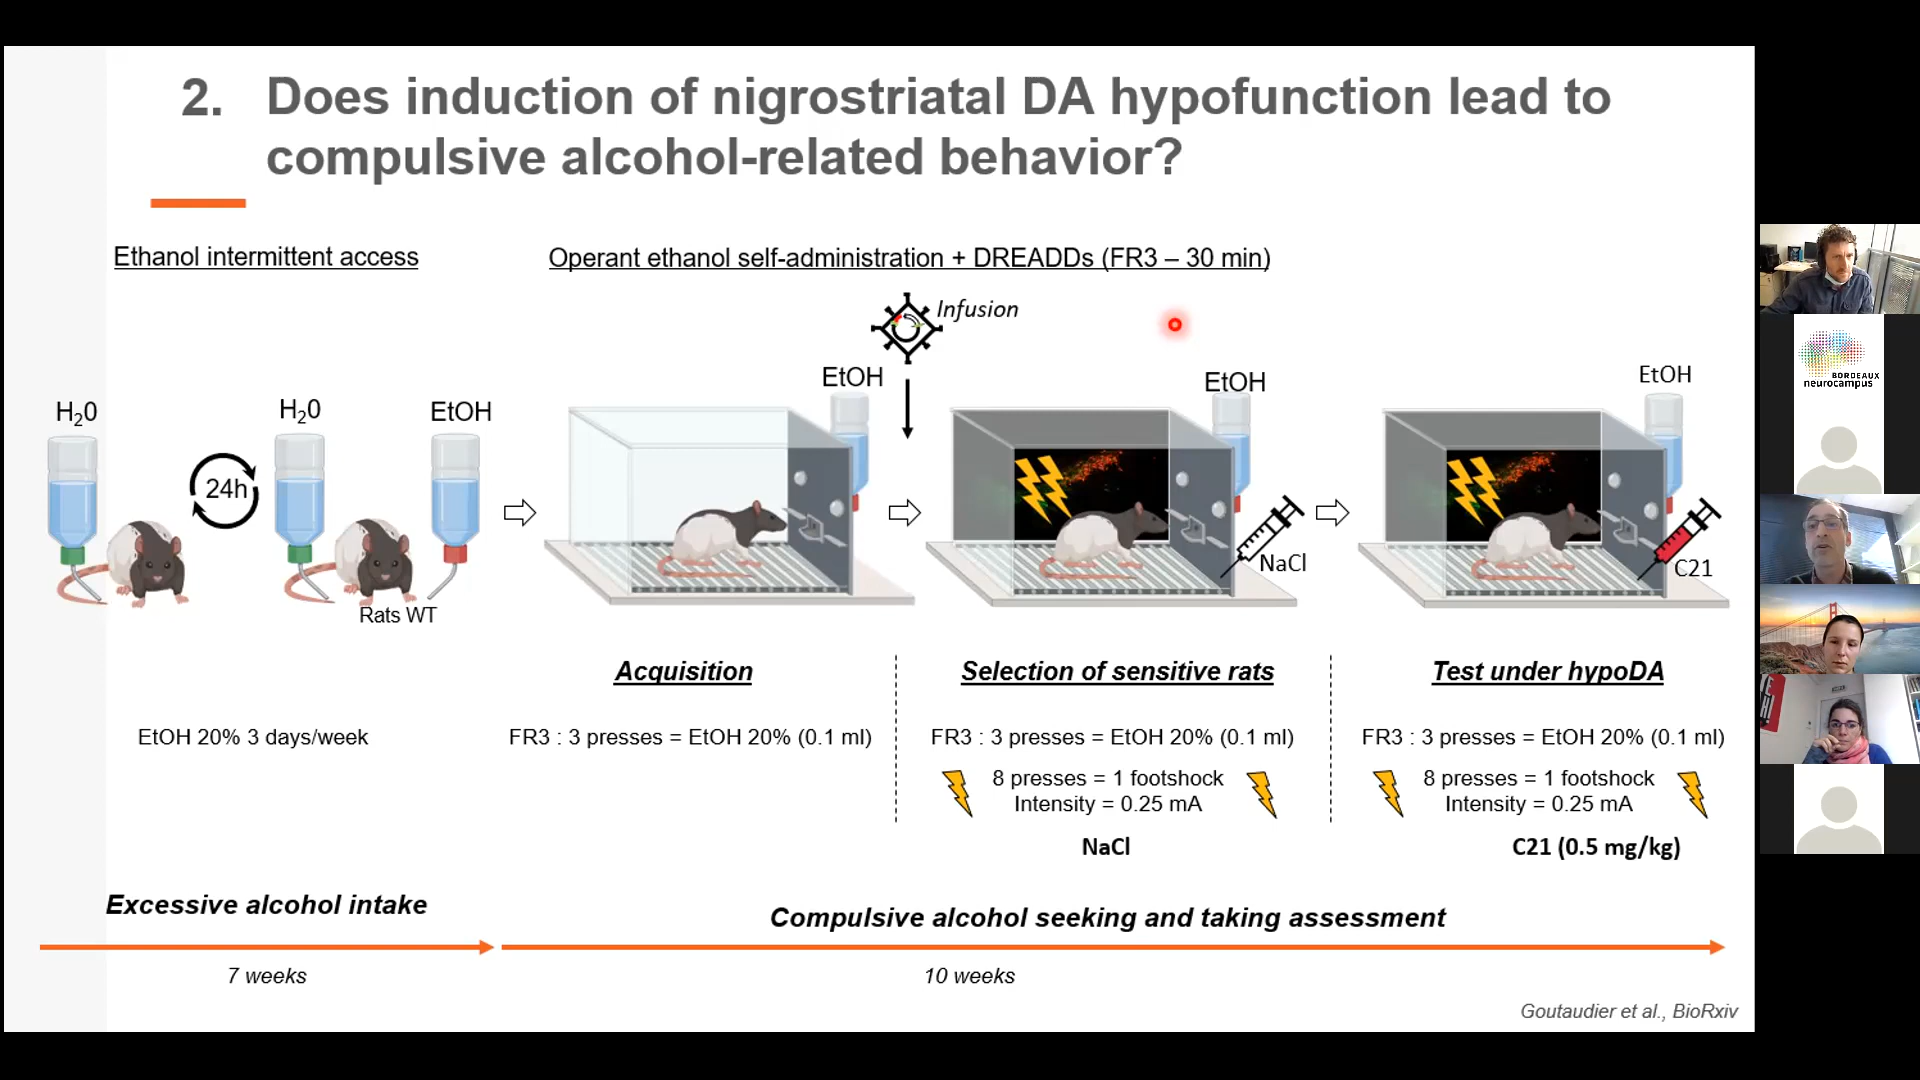 2. Does induction of nigrostriatal DA hypofunction lead to
compulsive alcohol-related behavior?
Ethanol intermittent access
Operant ethanol self-administration + DREADDs (FR3 – 30 min)
Infusion
EtOH
EtOH
EtOH
H₂0
H₂0
EtOH
24h
NaCl
C21
Rats WT
Acquisition
Selection of sensitive rats
Test under hypoDA
EtOH 20% 3 days/week
FR3 : 3 presses = EtOH 20% (0.1 ml)
FR3 : 3 presses = EtOH 20% (0.1 ml)
8 presses = 1 footshock
Intensity = 0.25 mA
NaCl
FR3 : 3 presses = EtOH 20% (0.1 ml)
8 presses = 1 footshock
Intensity = 0.25 mA
C21 (0.5 mg/kg)
Excessive alcohol intake
Compulsive alcohol seeking and taking assessment
7 weeks
10 weeks
Goutaudier et al., BioRxiv
BORDEAUX
neurocampus